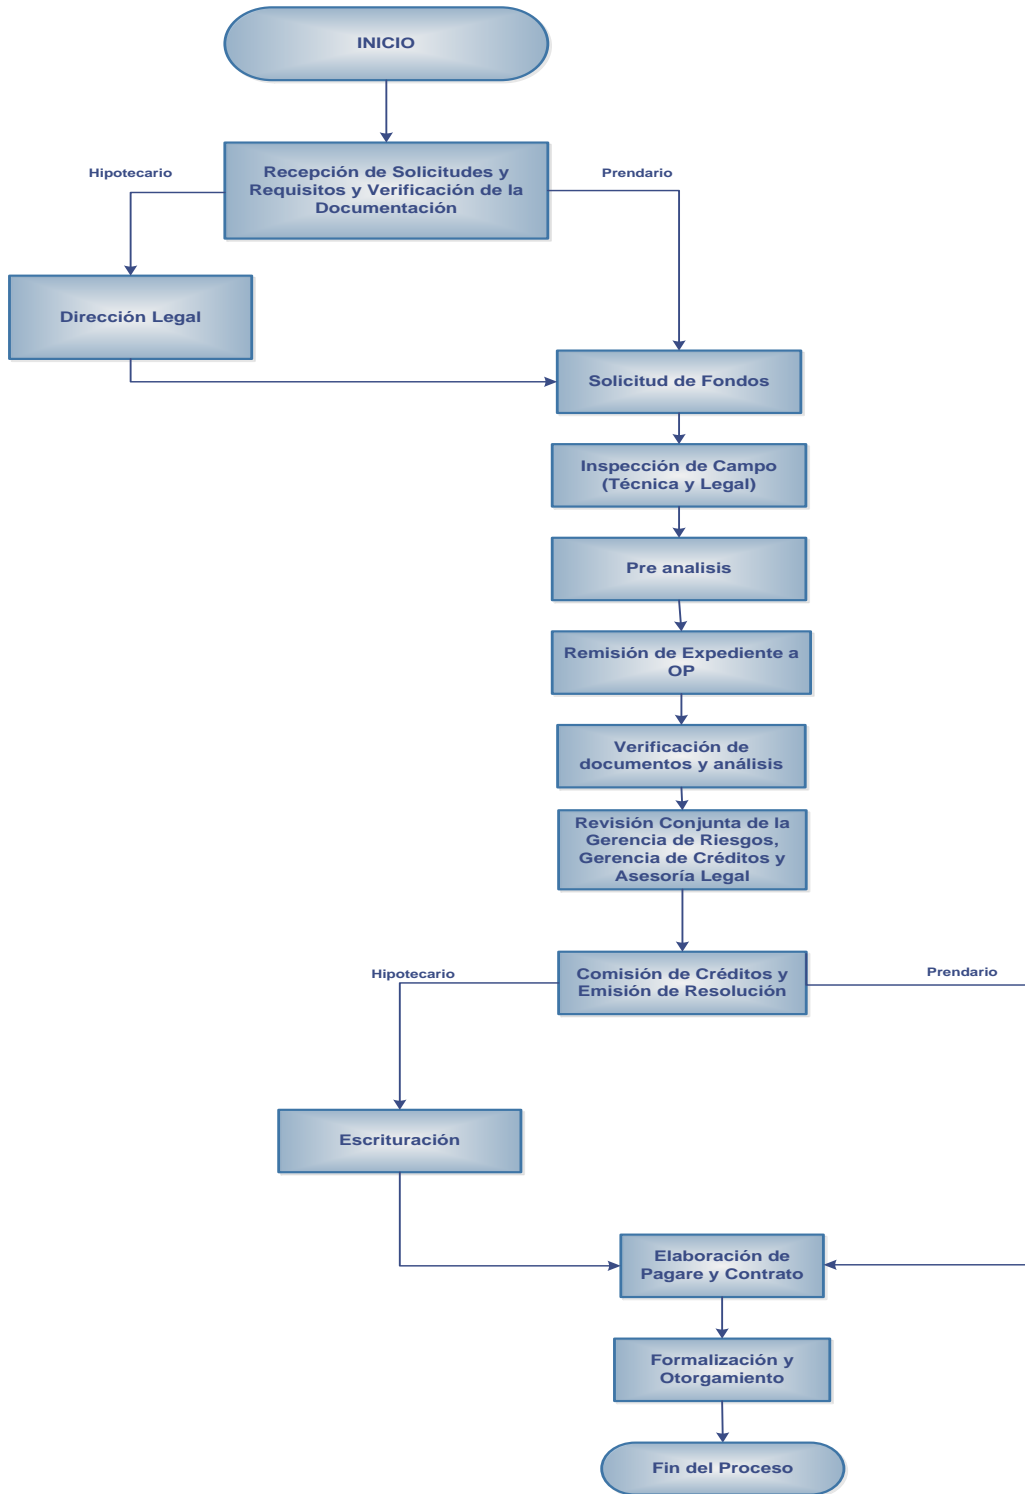 INICIO
Hipotecario
Prendario
Recepción de Solicitudes y
Requisitos y Verificación de la
Documentación
Dirección Legal
Solicitud de Fondos
Inspección de Campo
(Técnica y Legal)
Pre analisis
Remisión de Expediente a
OP
Verificación de
documentos y análisis
Revisión Conjunta de la
Gerencia de Riesgos,
Gerencia de Créditos y
Asesoría Legal
Hipotecario
Comisión de Créditos y
Emisión de Resolución
Prendario
Escrituración
Elaboración de
Pagare y Contrato
Formalización y
Otorgamiento
Fin del Proceso